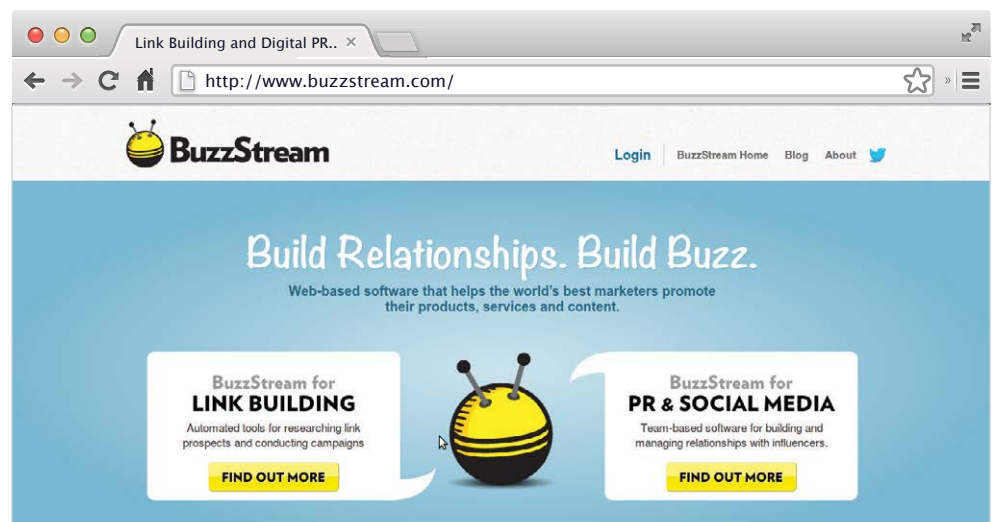 Link Building and Digital PR..
http://www.buzzstream.com/
BuzzStream
Login BuzzStream Home Blog About
Build Relationships. Build Buzz.
Web-based software that helps the world's best marketers promote
their products, services and content.
BuzzStream for
LINK BUILDING
Automated tools for researching link
prospects and conducting campaigns
FIND OUT MORE
BuzzStream for
PR & SOCIAL MEDIA
Team-based software for building and
managing relationships with influencers.
FIND OUT MORE